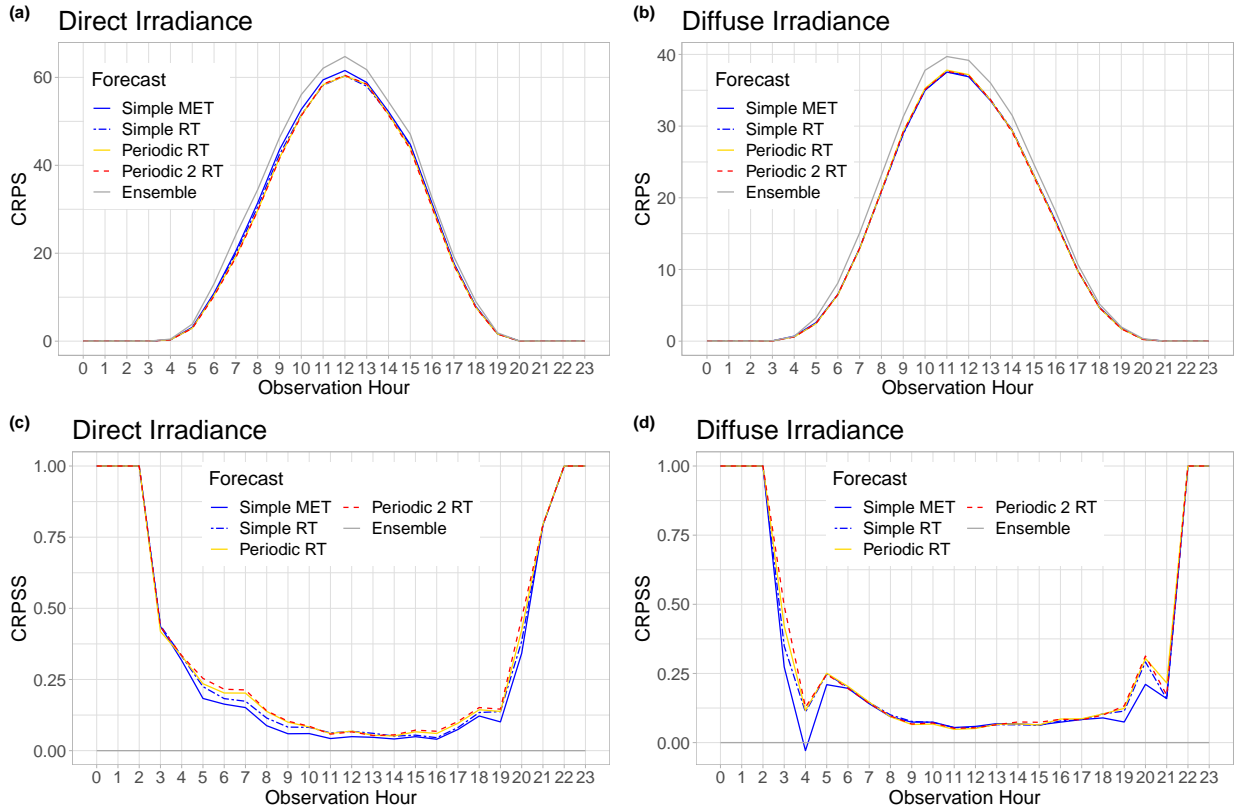 (a) Direct Irradiance
CRPS
60
40
20
0
Forecast
Simple MET
Simple RT
Periodic RT
Periodic 2 RT
Ensemble
0 1 2 3 4 5 6 7 8 9 10 11 12 13 14 15 16 17 18 19 20 21 22 23
Observation Hour
(b) Diffuse Irradiance
CRPS
40
30
20
10
0
Forecast
Simple MET
Simple RT
Periodic RT
Periodic 2 RT
Ensemble
0 1 2 3 4 5 6 7 8 9 10 11 12 13 14 15 16 17 18 19 20 21 22 23
Observation Hour
(c) Direct Irradiance
CRPSS
1.00
0.75
0.50
0.25
0.00
Forecast
Simple MET Periodic 2 RT
Simple RT Ensemble
Periodic RT
0 1 2 3 4 5 6 7 8 9 10 11 12 13 14 15 16 17 18 19 20 21 22 23
Observation Hour
(d) Diffuse Irradiance
CRPSS
1.00
0.75
0.50
0.25
0.00
Forecast
Simple MET Periodic 2 RT
Simple RT Ensemble
Periodic RT
0 1 2 3 4 5 6 7 8 9 10 11 12 13 14 15 16 17 18 19 20 21 22 23
Observation Hour